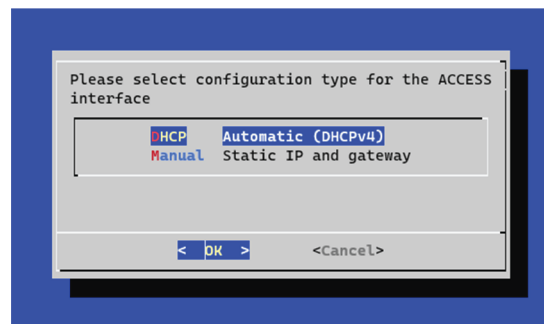 Please select configuration type for the ACCESS
interface
DHCP Automatic (DHCPv4)
Manual Static IP and gateway
< OK > <Cancel>